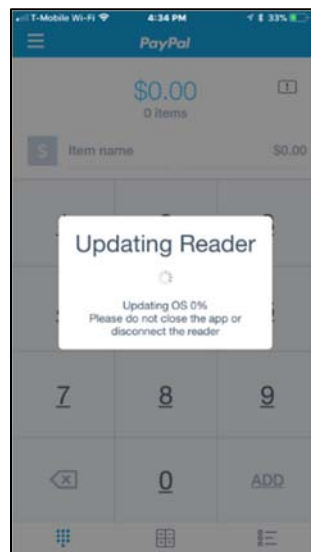 T-Mobile Wi-Fi 4:34 PM 33%
PayPal
$0.00
1
0 items
S Item name $0.00
Updating Reader
Updating OS 0%
Please do not close the app or
disconnect the reader
7 8 9
0 ADD